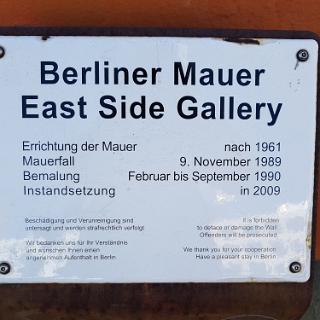 Berliner Mauer
East Side Gallery
Errichtung der Mauer nach 1961
Mauerfall 9. November 1989
Bemalung Februar bis September 1990
Instandsetzung in 2009
Beschädigung und Verunreinigung sind
untersagt und werden strafrechtlich verfolgt
Wir bedanken uns für Ihr Verständnis
und wünschen Ihnen einen
angenehmen Aufenthalt in Berlin
It is forbidden
to deface or damage the Wall
Offenders will be prosecuted
We thank you for your cooperation
Have a pleasant stay in Berlin